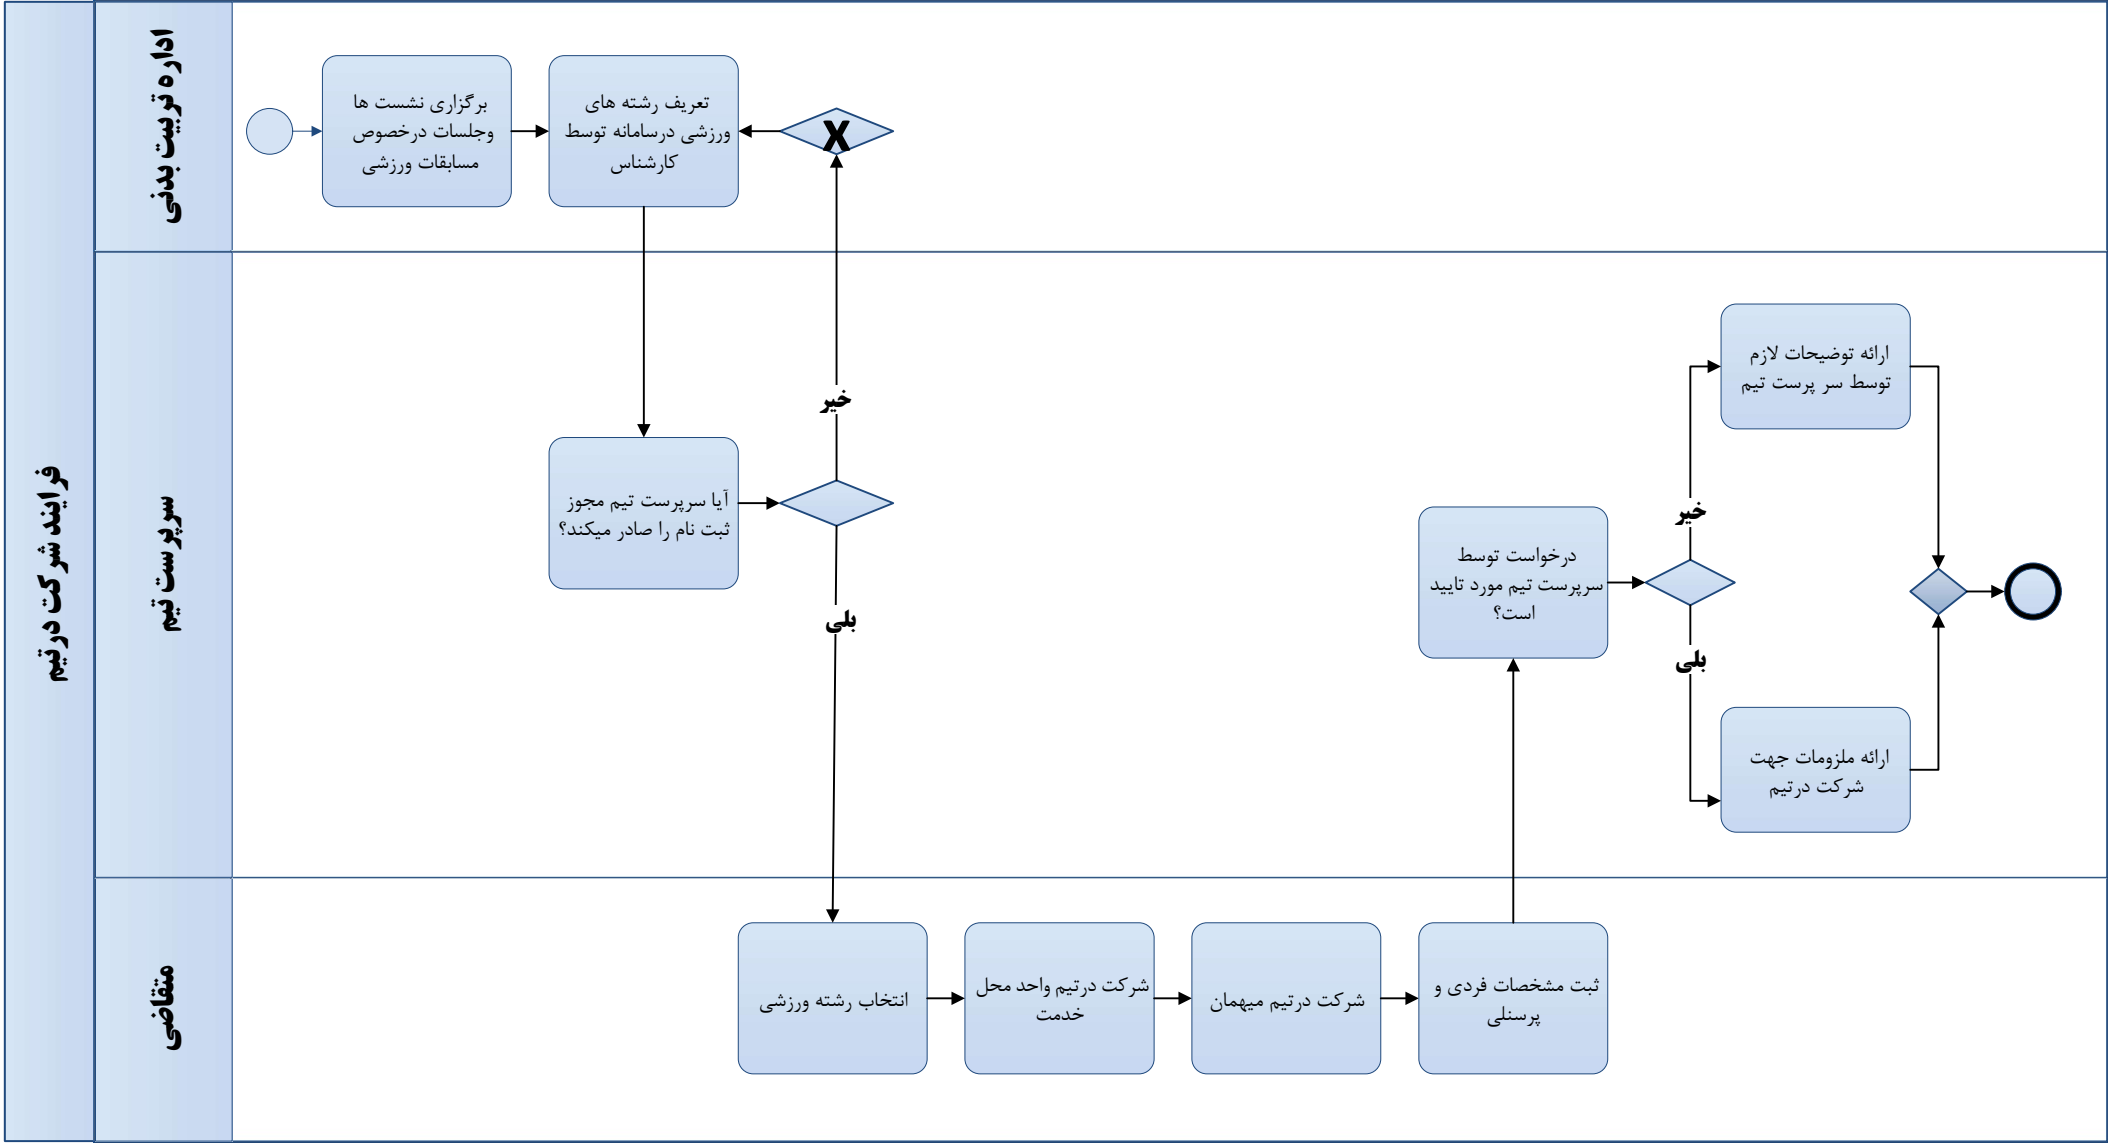 فرایند شرکت درتیم
اداره تربیت بدنی
برگزاری نشست ها
وجلسات درخصوص
مسابقات ورزشی
تعریف رشته های
ورزشی درسامانه توسط
کارشناس
X
سرپرست تیم
آیا سرپرست تیم مجوز
ثبت نام را صادر میکند؟
خیر
بلی
درخواست توسط
سرپرست تیم مورد تایید
است؟
خیر
بلی
ارائه توضیحات لازم
توسط سر پرست تیم
ارائه ملزومات جهت
شرکت درتیم
متقاضی
انتخاب رشته ورزشی
شرکت درتیم واحد محل
خدمت
شرکت درتیم میهمان
ثبت مشخصات فردی و
پرسنلی